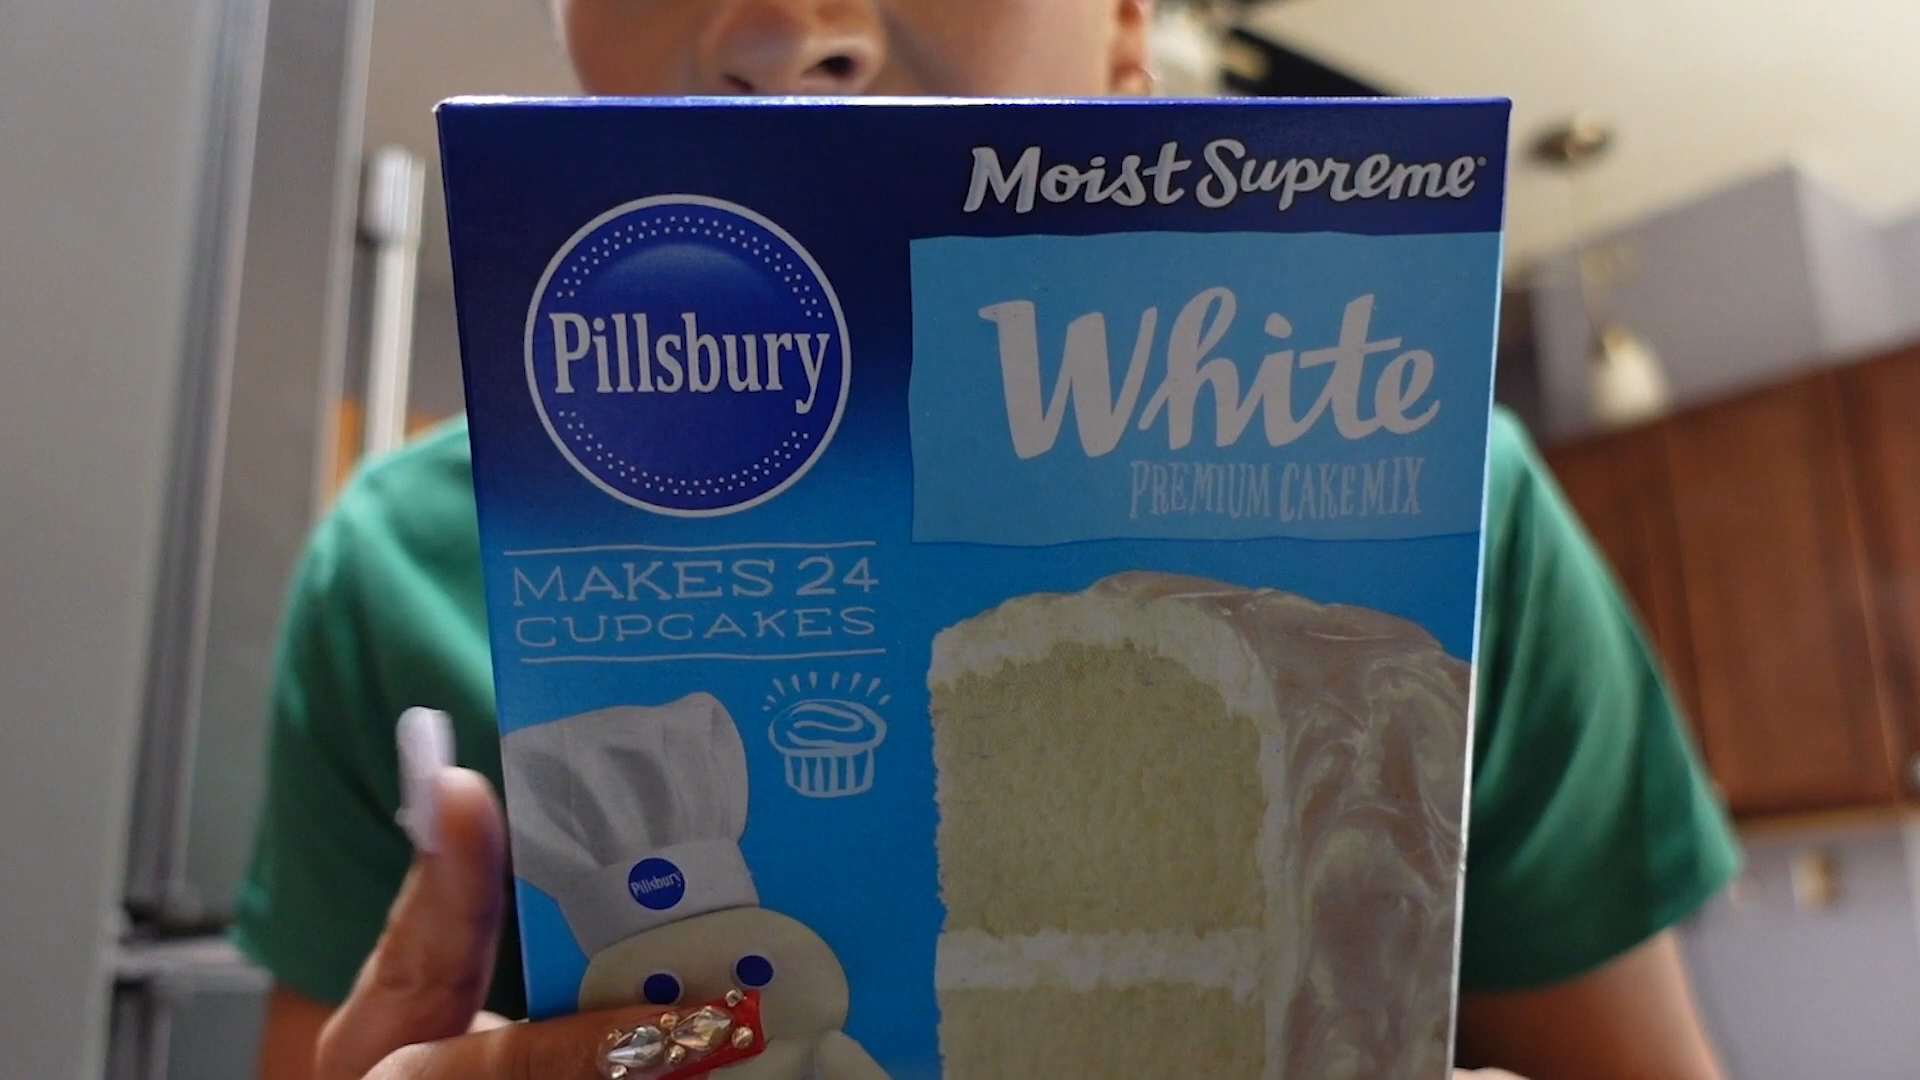 Moist Supreme
Pillsbury
White
PREMIUM CAKE MIX
MAKES 24
CUPCAKES
Pillsbury